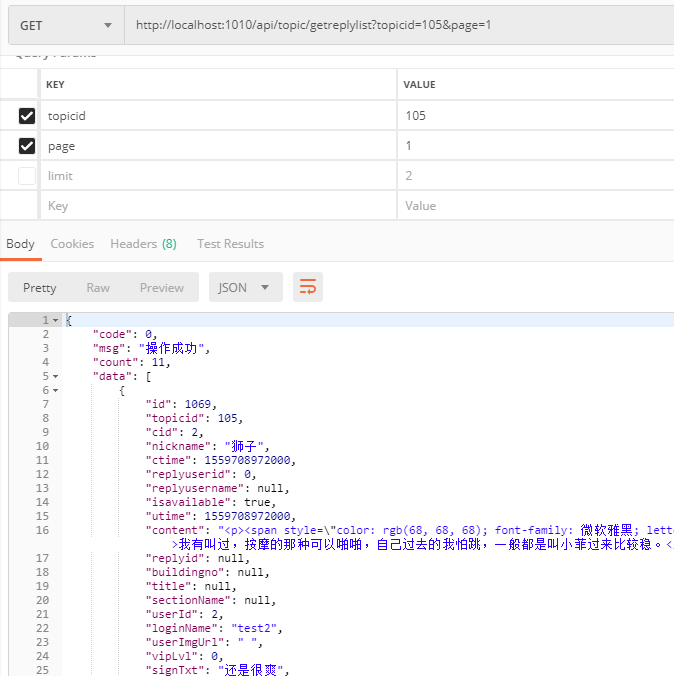 GET http://localhost:1010/api/topic/getreplylist?topicid=105&page=1
KEY VALUE
topicid 105
page 1
limit 2
Key Value
Body Cookies Headers (8) Test Results
Pretty Raw Preview JSON
1 {
2 "code": 0,
3 "msg": "操作成功",
4 "count": 11,
5 "data": [
6 {
7 "id": 1069,
8 "topicid": 105,
9 "cid": 2,
10 "nickname": "狮子",
11 "ctime": 1559708972000,
12 "replyuserid": 0,
13 "replyusername": null,
14 "isavailable": true,
15 "utime": 1559708972000,
16 "content": "<p><span style=\"color: rgb(68, 68, 68); font-family: 微软雅黑; lette
>我有叫过，按摩的那种可以啪啪，自己过去的我怕跳，一般都是叫小菲过来比较稳。<
17 "replyid": null,
18 "buildingno": null,
19 "title": null,
20 "sectionName": null,
21 "userId": 2,
22 "loginName": "test2",
23 "userImgUrl": " ",
24 "vipLvl": 0,
25 "signTxt": "还是很爽",